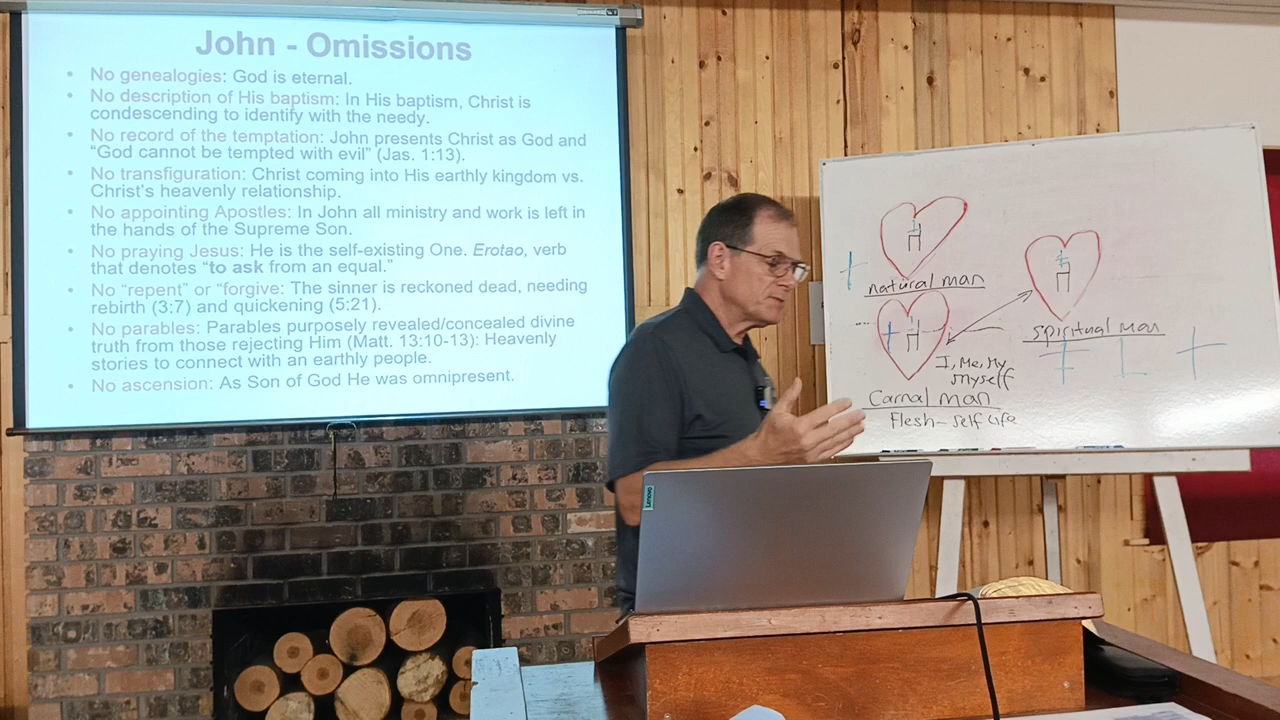 John - Omissions
• No genealogies: God is eternal.
• No description of His baptism: In His baptism, Christ is
condescending to identify with the needy.
• No record of the temptation: John presents Christ as God and
“God cannot be tempted with evil” (Jas. 1:13).
• No transfiguration: Christ coming into His earthly kingdom vs.
Christ’s heavenly relationship.
• No appointing Apostles: In John all ministry and work is left in
the hands of the Supreme Son.
• No praying Jesus: He is the self-existing One. Erotao, verb
that denotes “to ask from an equal.”
• No “repent” or “forgive: The sinner is reckoned dead, needing
rebirth (3:7) and quickening (5:21).
• No parables: Parables purposely revealed/concealed divine
truth from those rejecting Him (Matt. 13:10-13): Heavenly
stories to connect with an earthly people.
• No ascension: As Son of God He was omnipresent.
natural man
spiritual man
I, Me, My
Myself
Carnal man
Flesh - self life
Lenovo